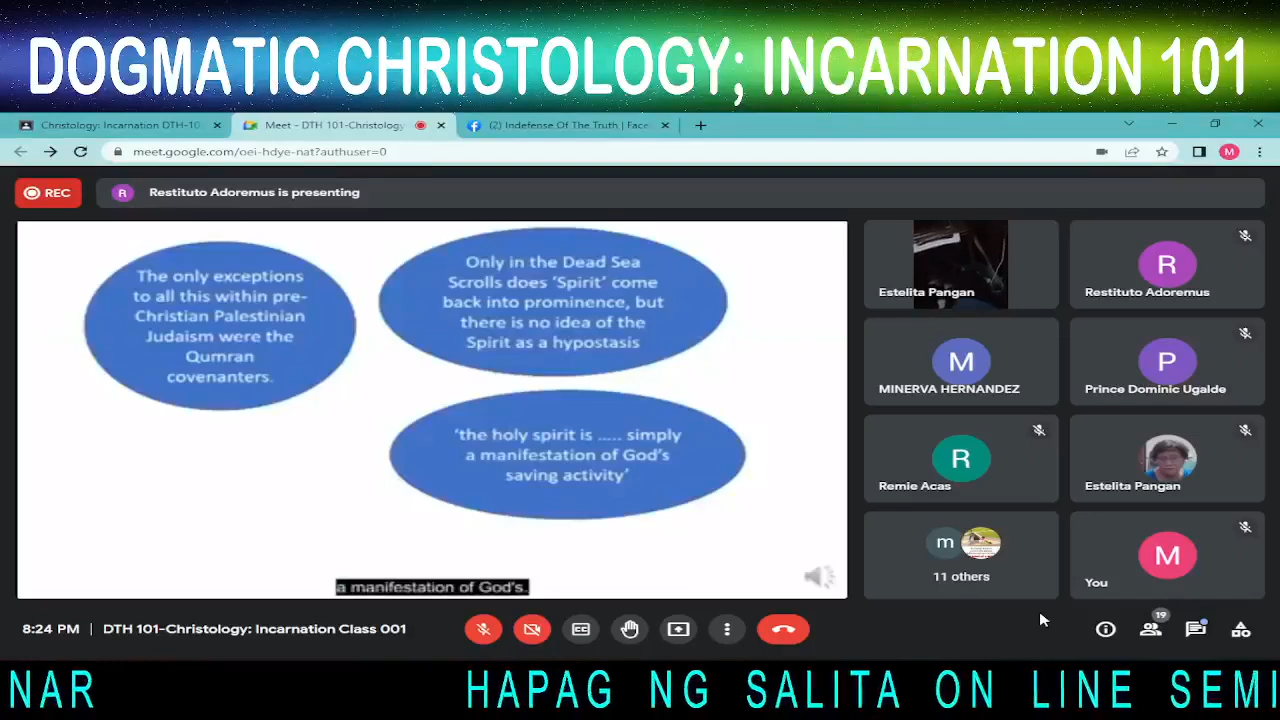 DOGMATIC CHRISTOLOGY; INCARNATION 101
Christology: Incarnation DTH-10
Meet - DTH 101-Christology
(2) Indefense Of The Truth | Face
meet.google.com/oei-hdye-nat?authuser=0
M
REC
R
Restituto Adoremus is presenting
The only exceptions
to all this within pre-
Christian Palestinian
Judaism were the
Qumran
covenanters.
Only in the Dead Sea
Scrolls does ‘Spirit’ come
back into prominence, but
there is no idea of the
Spirit as a hypostasis
‘the holy spirit is ..... simply
a manifestation of God’s
saving activity’
a manifestation of God's.
Estelita Pangan
R
Restituto Adoremus
M
MINERVA HERNANDEZ
P
Prince Dominic Ugalde
R
Remie Acas
Estelita Pangan
m
11 others
M
You
8:24 PM | DTH 101-Christology: Incarnation Class 001
19
NAR HAPAG NG SALITA ON LINE SEMI